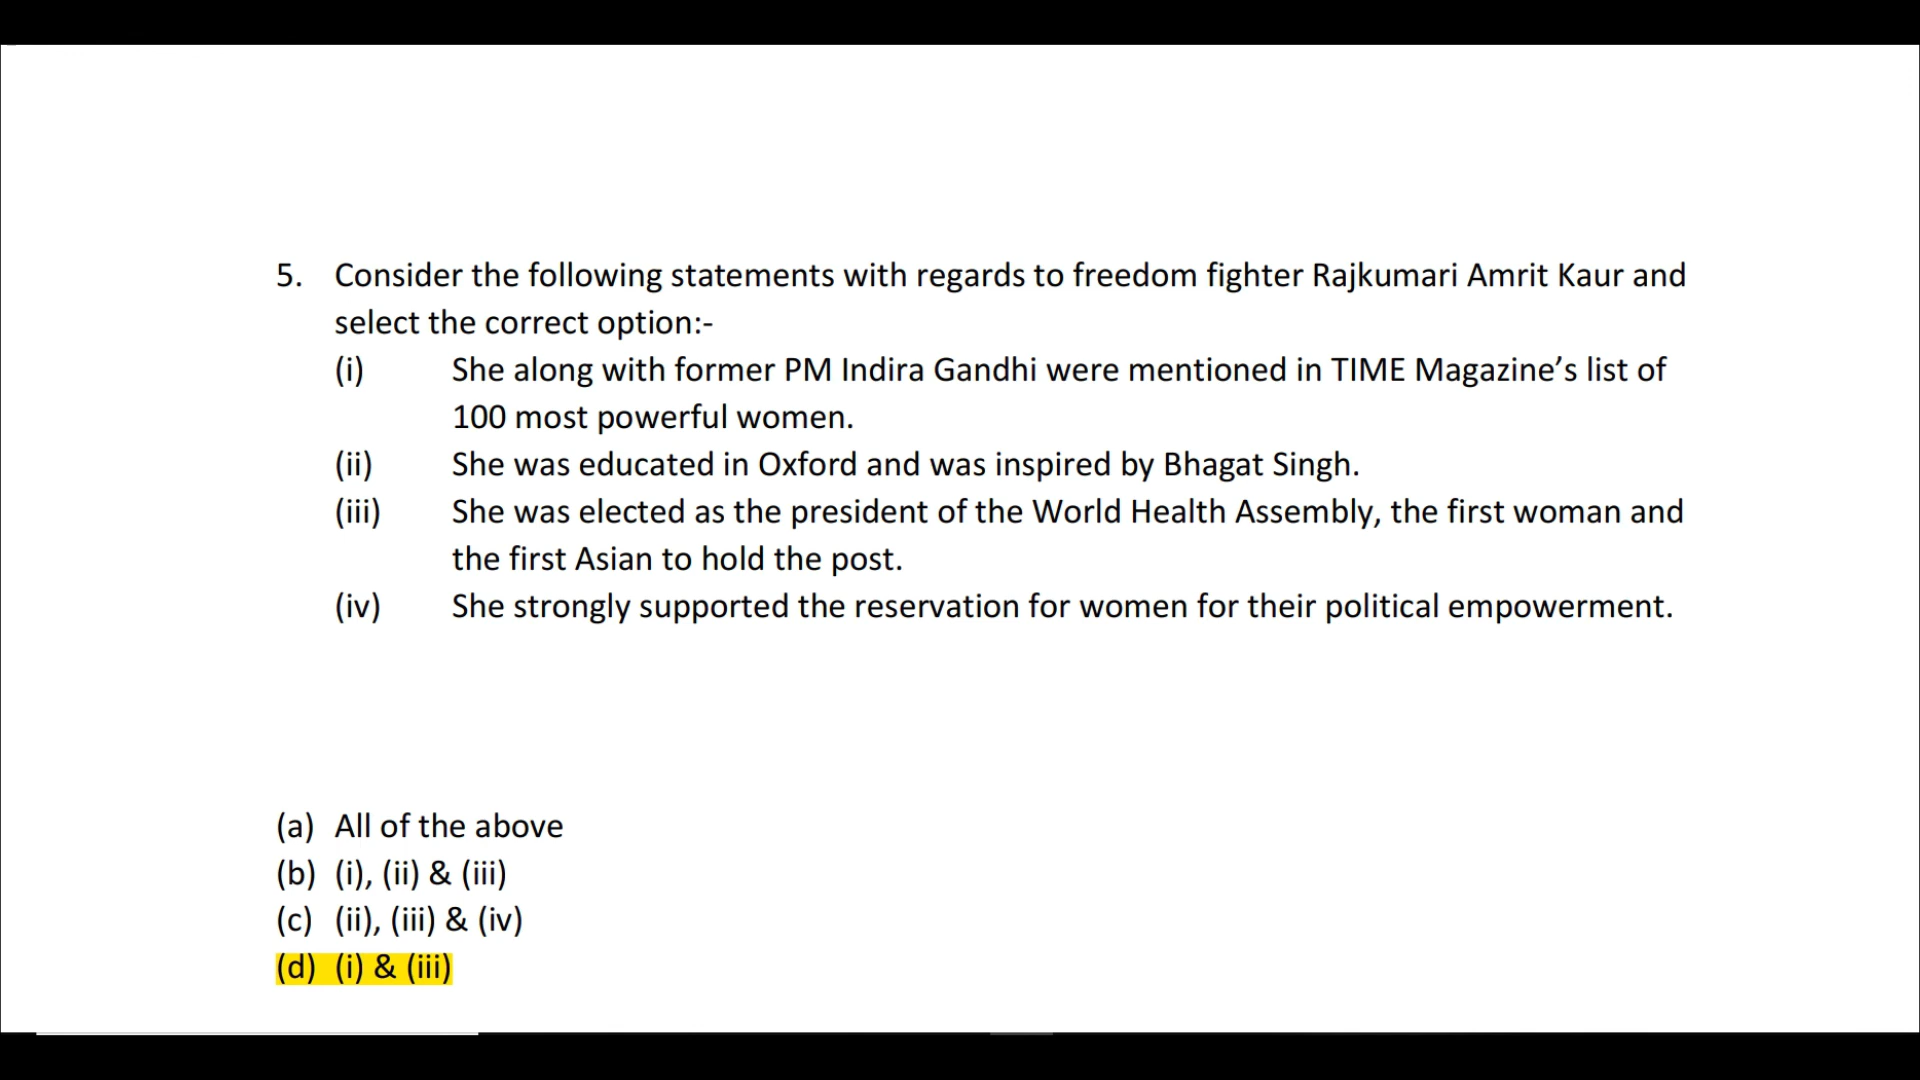 5. Consider the following statements with regards to freedom fighter Rajkumari Amrit Kaur and
select the correct option:-
(i) She along with former PM Indira Gandhi were mentioned in TIME Magazine’s list of
100 most powerful women.
(ii) She was educated in Oxford and was inspired by Bhagat Singh.
(iii) She was elected as the president of the World Health Assembly, the first woman and
the first Asian to hold the post.
(iv) She strongly supported the reservation for women for their political empowerment.
(a) All of the above
(b) (i), (ii) & (iii)
(c) (ii), (iii) & (iv)
(d) (i) & (iii)